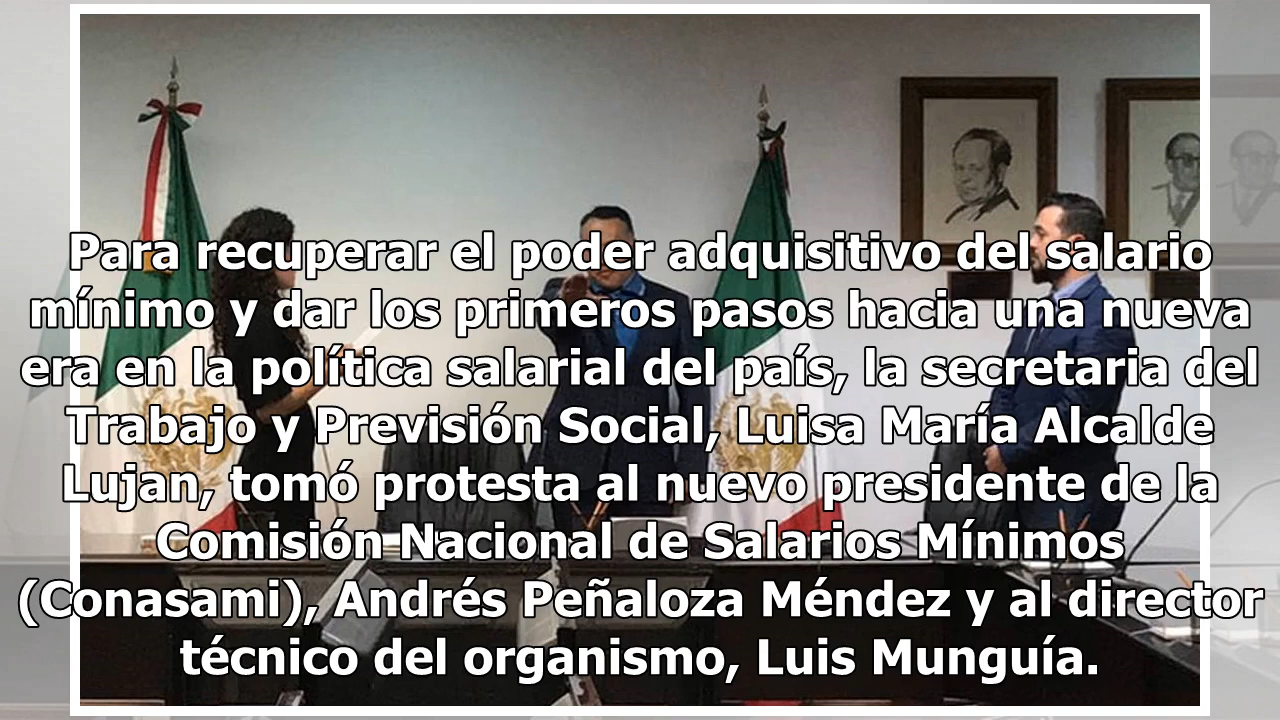 Para recuperar el poder adquisitivo del salario
mínimo y dar los primeros pasos hacia una nueva
era en la política salarial del país, la secretaria del
Trabajo y Previsión Social, Luisa María Alcalde
Lujan, tomó protesta al nuevo presidente de la
Comisión Nacional de Salarios Mínimos
(Conasami), Andrés Peñaloza Méndez y al director
técnico del organismo, Luis Munguía.